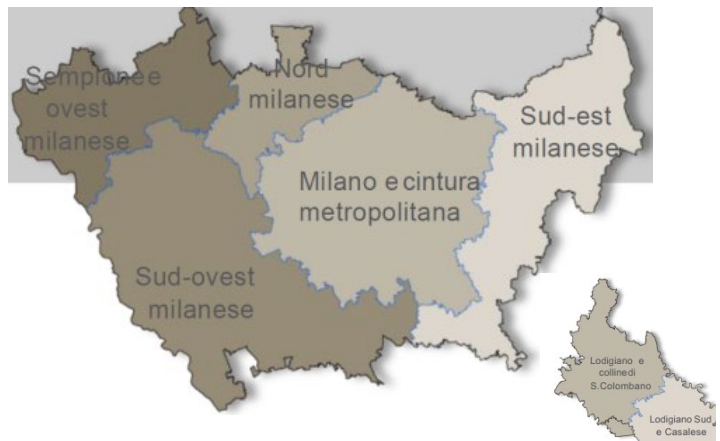 Sempione e
ovest
milanese
Nord
milanese
Sud-est
milanese
Milano e cintura
metropolitana
Sud-ovest
milanese
Lodigiano e
colline di
S.Colombano
Lodigiano Sud
e Casalese